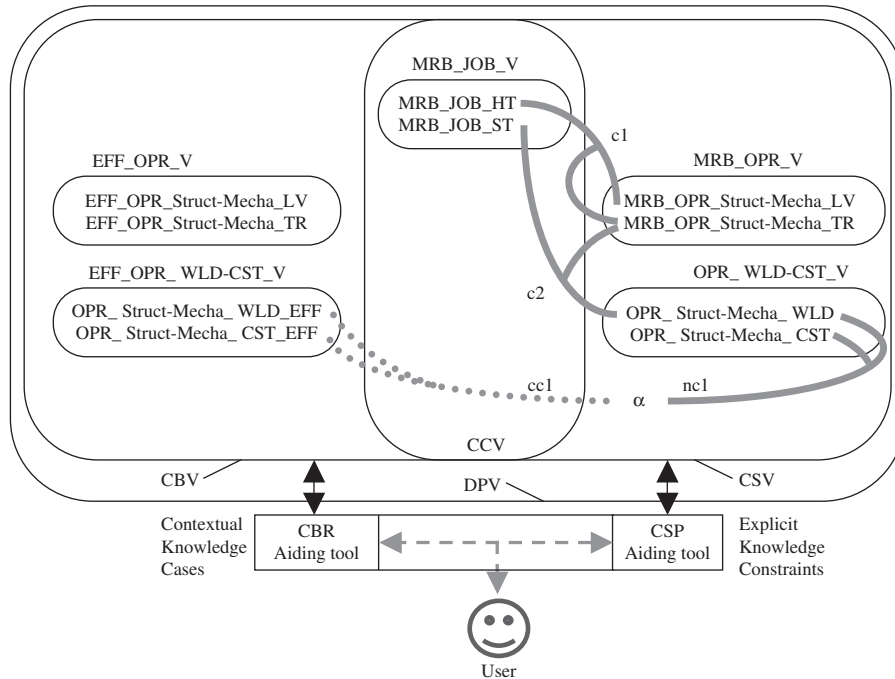 MRB_JOB_V
MRB_JOB_HT
MRB_JOB_ST
c1
EFF_OPR_V
MRB_OPR_V
EFF_OPR_Struct-Mecha_LV
EFF_OPR_Struct-Mecha_TR
MRB_OPR_Struct-Mecha_LV
MRB_OPR_Struct-Mecha_TR
EFF_OPR_ WLD-CST_V
c2
OPR_ WLD-CST_V
OPR_ Struct-Mecha_ WLD_EFF
OPR_ Struct-Mecha_ CST_EFF
OPR_ Struct-Mecha_ WLD
OPR_ Struct-Mecha_ CST
cc1
α
nc1
CCV
CBV
DPV
CSV
Contextual
Knowledge
Cases
CBR
Aiding tool
CSP
Aiding tool
Explicit
Knowledge
Constraints
User